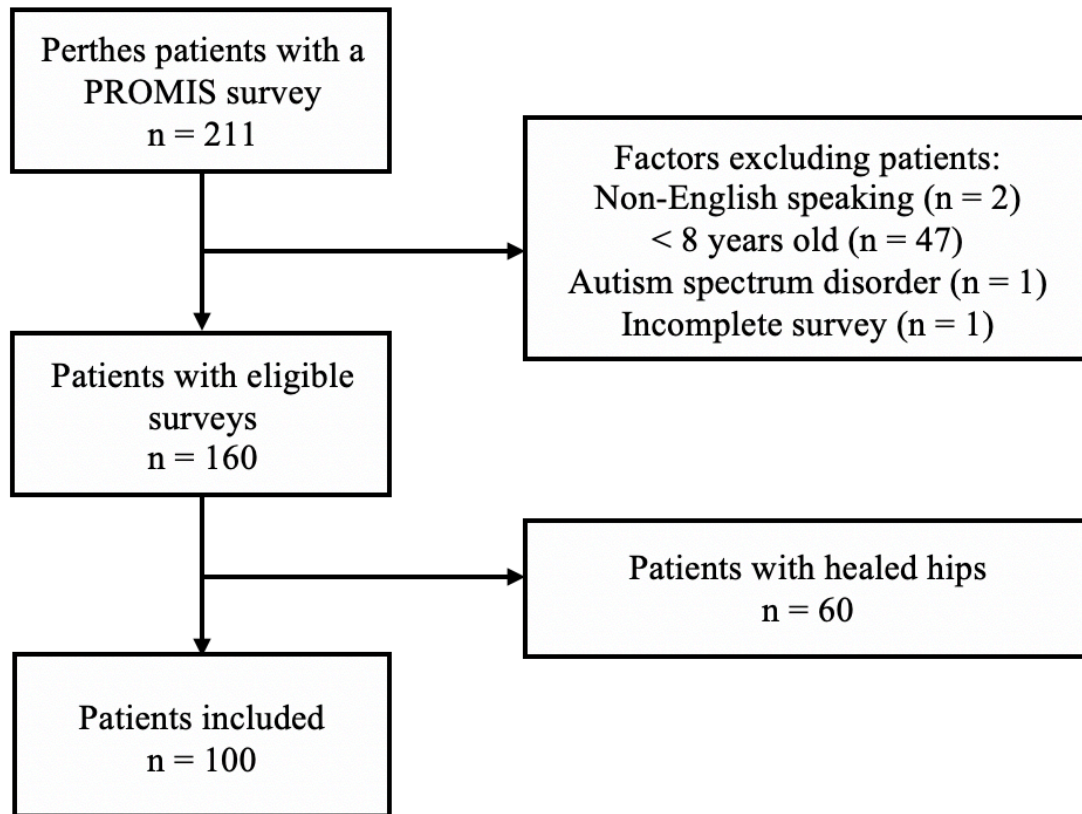 Perthes patients with a
PROMIS survey
n = 211
Factors excluding patients:
Non-English speaking (n = 2)
< 8 years old (n = 47)
Autism spectrum disorder (n = 1)
Incomplete survey (n = 1)
Patients with eligible
surveys
n = 160
Patients with healed hips
n = 60
Patients included
n = 100